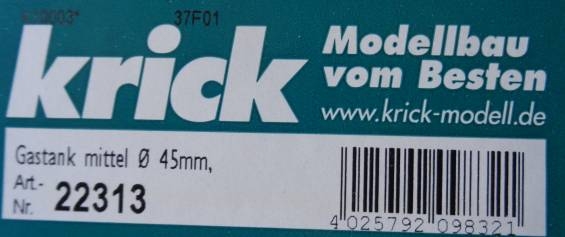 37F01
krick
Modellbau
vom Besten
www.krick-modell.de
Gastank mittel Ø 45mm,
Art.-
Nr. 22313
4 025792 098321